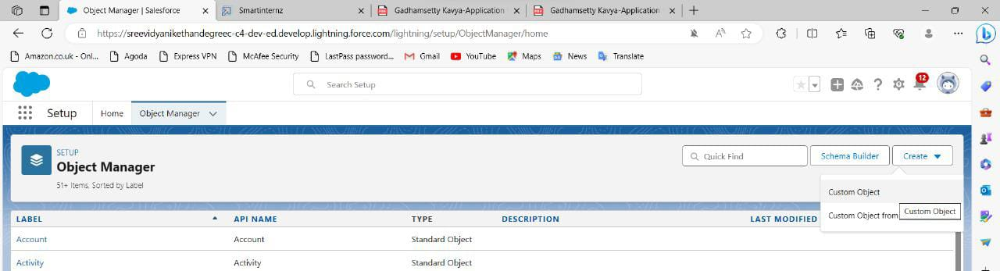 Object Manager | Salesforce
Smartinternz
Gadhamsetty Kavya-Application
Gadhamsetty Kavya-Application
https://sreevidyanikethandegreec-c4-dev-ed.develop.lightning.force.com/lightning/setup/ObjectManager/home
Amazon.co.uk - Onl...
Agoda
Express VPN
McAfee Security
LastPass password...
Gmail
YouTube
Maps
News
Translate
Search Setup
12
Setup
Home
Object Manager
SETUP
Object Manager
51+ Items, Sorted by Label
Quick Find
Schema Builder
Create
Custom Object
Custom Object from
Custom Object
LABEL
API NAME
TYPE
DESCRIPTION
LAST MODIFIED
Account
Account
Standard Object
Activity
Activity
Standard Object